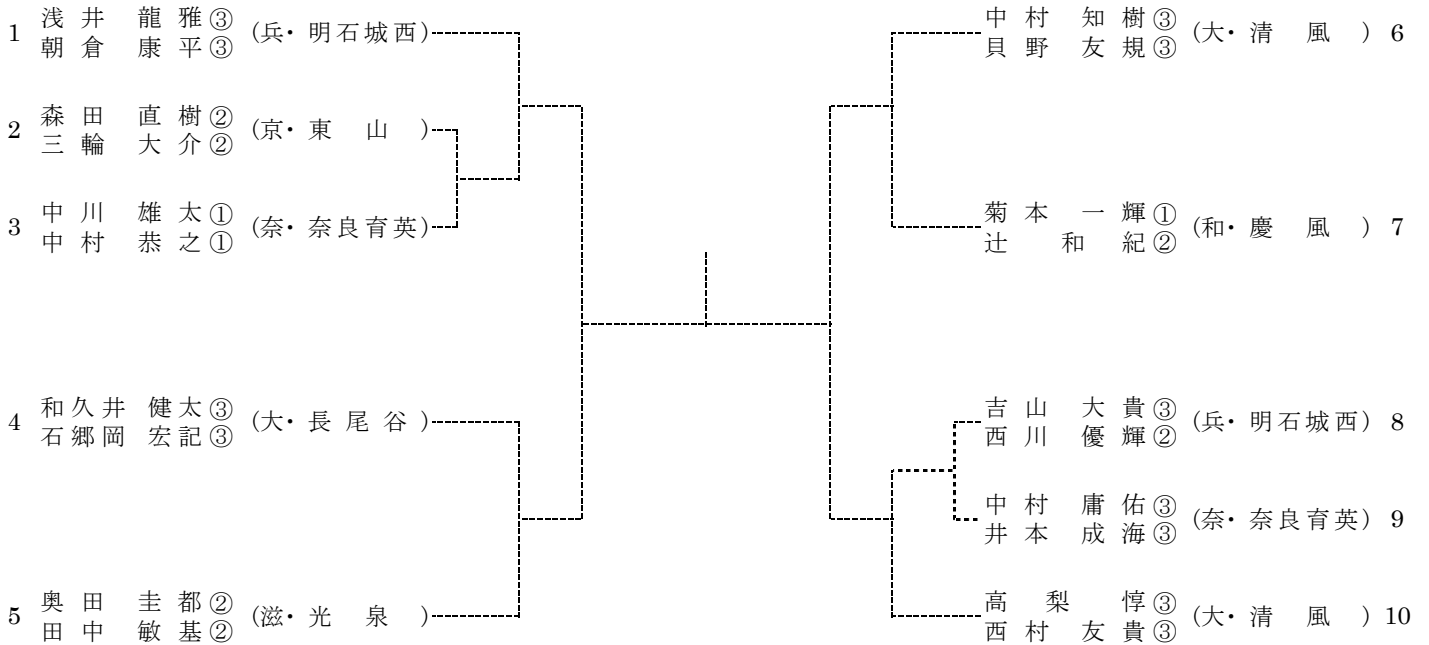 1 浅井 龍雅③ (兵・明石城西)
朝倉 康平③
2 森田 直樹② (京・東山)
三輪 大介②
3 中川 雄太① (奈・奈良育英)
中村 恭之①
4 和久井 健太③ (大・長尾谷)
石郷岡 宏記③
5 奥田 圭都② (滋・光泉)
田中 敏基②
中村 知樹③ (大・清風) 6
貝野 友規③
菊本 一輝① (和・慶風) 7
辻 和紀②
吉山 大貴③ (兵・明石城西) 8
西川 優輝②
中村 庸佑③ (奈・奈良育英) 9
井本 成海③
高梨 惇③ (大・清風) 10
西村 友貴③